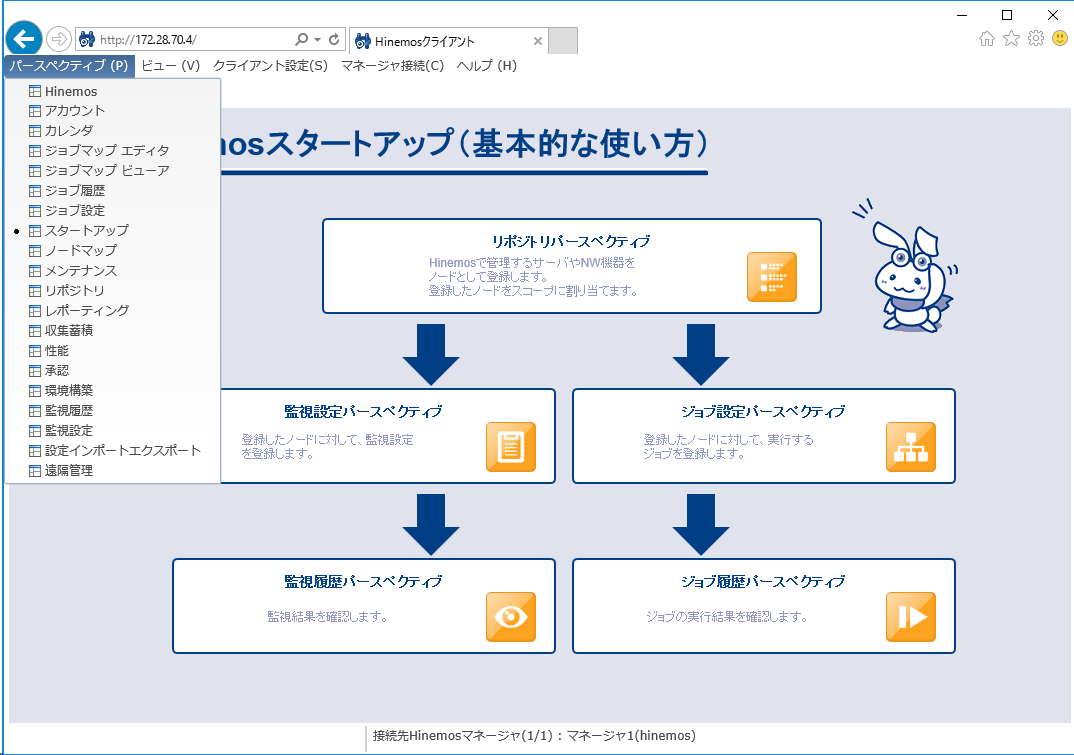 http://172.28.70.4/
Hinemosクライアント
パースペクティブ (P) ビュー (V) クライアント設定(S) マネージャ接続(C) ヘルプ (H)
Hinemos
アカウント
カレンダ
ジョブマップ エディタ
ジョブマップ ビューア
ジョブ履歴
ジョブ設定
スタートアップ
ノードマップ
メンテナンス
リポジトリ
レポーティング
収集蓄積
性能
承認
環境構築
監視履歴
監視設定
設定インポートエクスポート
遠隔管理
mosスタートアップ（基本的な使い方）
リポジトリパースペクティブ
Hinemosで管理するサーバやNW機器を
ノードとして登録します。
登録したノードをスコープに割り当てます。
監視設定パースペクティブ
登録したノードに対して、監視設定
を登録します。
ジョブ設定パースペクティブ
登録したノードに対して、実行する
ジョブを登録します。
監視履歴パースペクティブ
監視結果を確認します。
ジョブ履歴パースペクティブ
ジョブの実行結果を確認します。
接続先Hinemosマネージャ(1/1) : マネージャ1(hinemos)